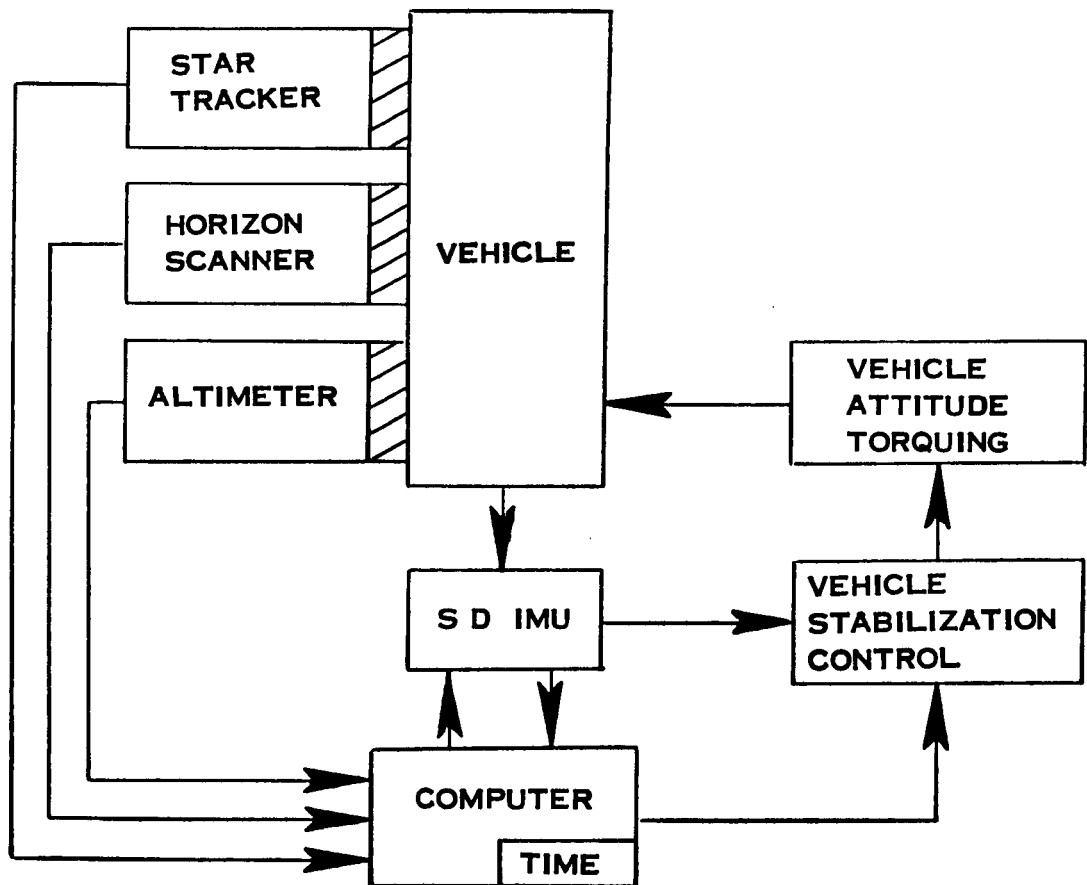 STAR
TRACKER
HORIZON
SCANNER
VEHICLE
ALTIMETER
VEHICLE
ATTITUDE
TORQUING
S D IMU
VEHICLE
STABILIZATION
CONTROL
COMPUTER
TIME